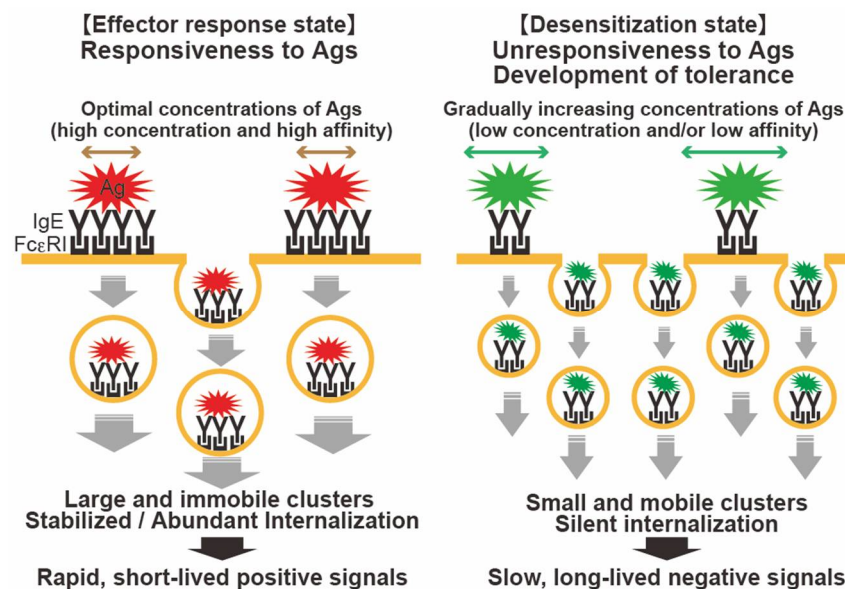 【Effector response state】
Responsiveness to Ags
Optimal concentrations of Ags
(high concentration and high affinity)
Ag
IgE
FcεRI
Large and immobile clusters
Stabilized / Abundant Internalization
Rapid, short-lived positive signals
【Desensitization state】
Unresponsiveness to Ags
Development of tolerance
Gradually increasing concentrations of Ags
(low concentration and/or low affinity)
Small and mobile clusters
Silent internalization
Slow, long-lived negative signals